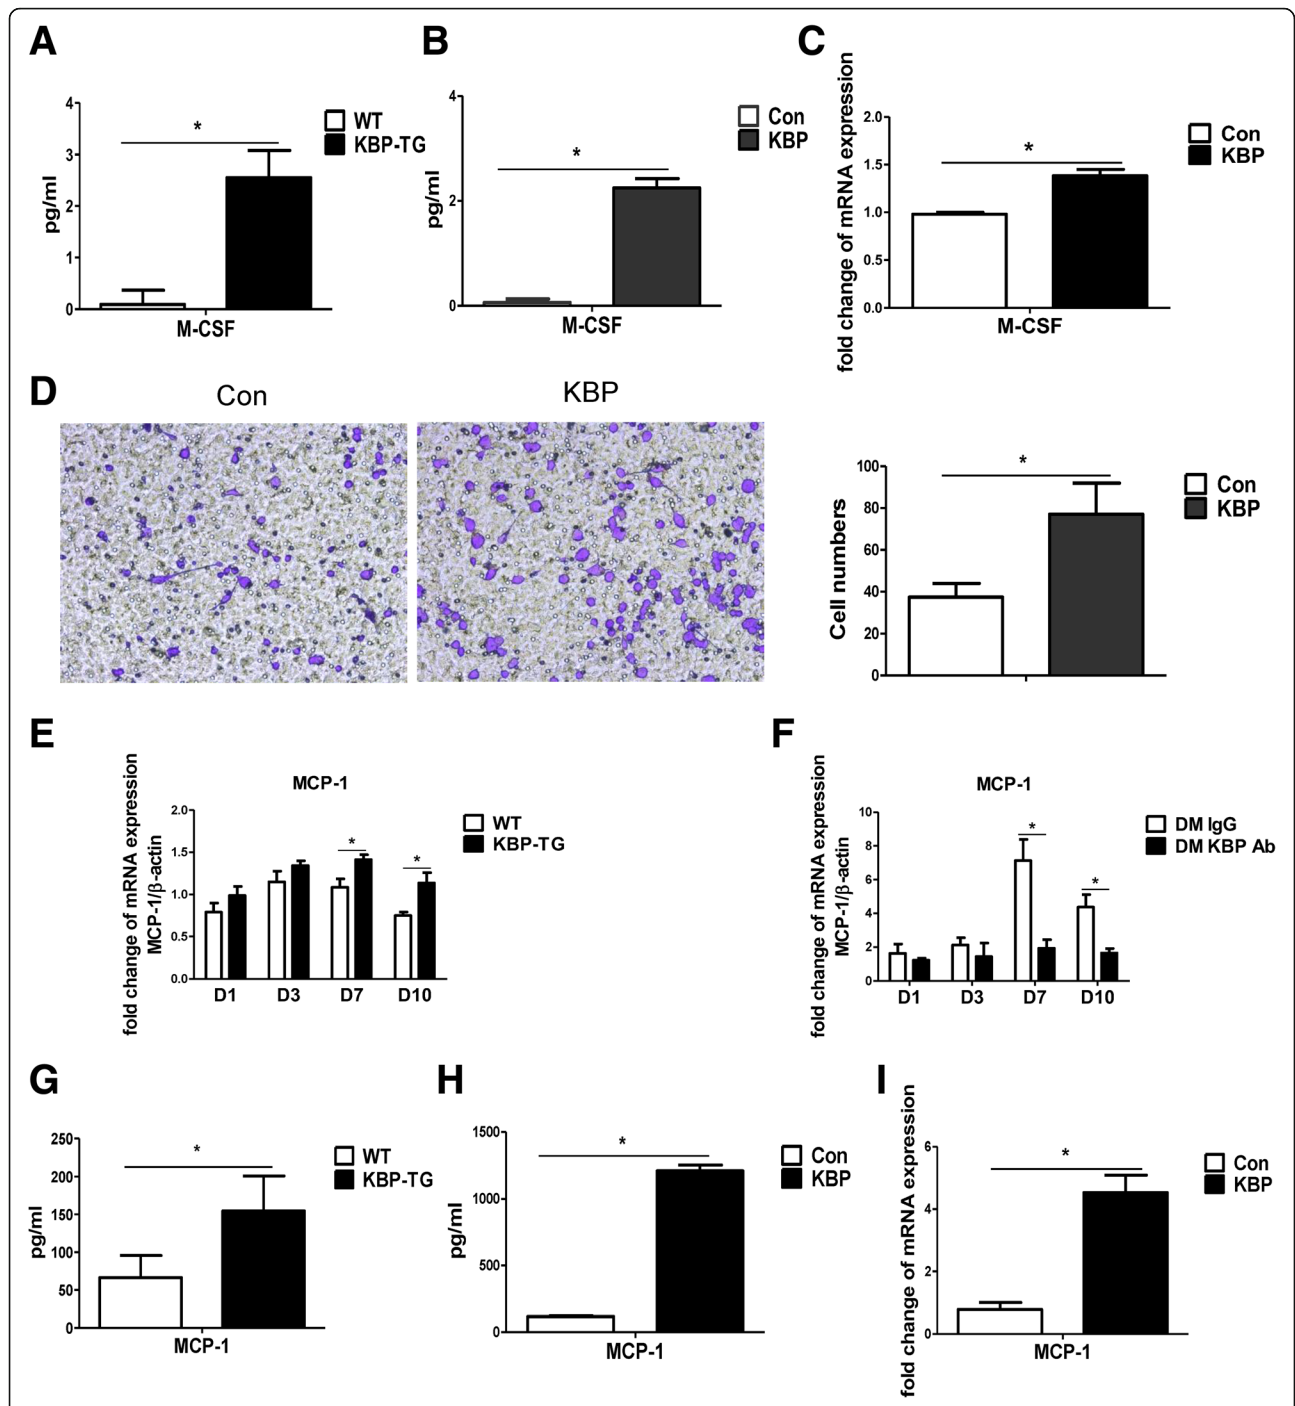 A
4
3
2
1
0
pg/ml
*
M-CSF
WT
KBP-TG
B
4
2
0
pg/ml
*
M-CSF
Con
KBP
C
fold change of mRNA expression
2.0
1.5
1.0
0.5
0.0
*
M-CSF
Con
KBP
D
Con
KBP
Cell numbers
100
80
60
40
20
0
*
Con
KBP
E
MCP-1
fold change of mRNA expression
MCP-1/β-actin
2.0
1.5
1.0
0.5
0.0
*
*
D1 D3 D7 D10
WT
KBP-TG
F
MCP-1
fold change of mRNA expression
MCP-1/β-actin
10
8
6
4
2
0
*
*
D1 D3 D7 D10
DM IgG
DM KBP Ab
G
pg/ml
250
200
150
100
50
0
*
MCP-1
WT
KBP-TG
H
pg/ml
1500
1000
500
0
*
MCP-1
Con
KBP
I
fold change of mRNA expression
6
4
2
0
*
MCP-1
Con
KBP